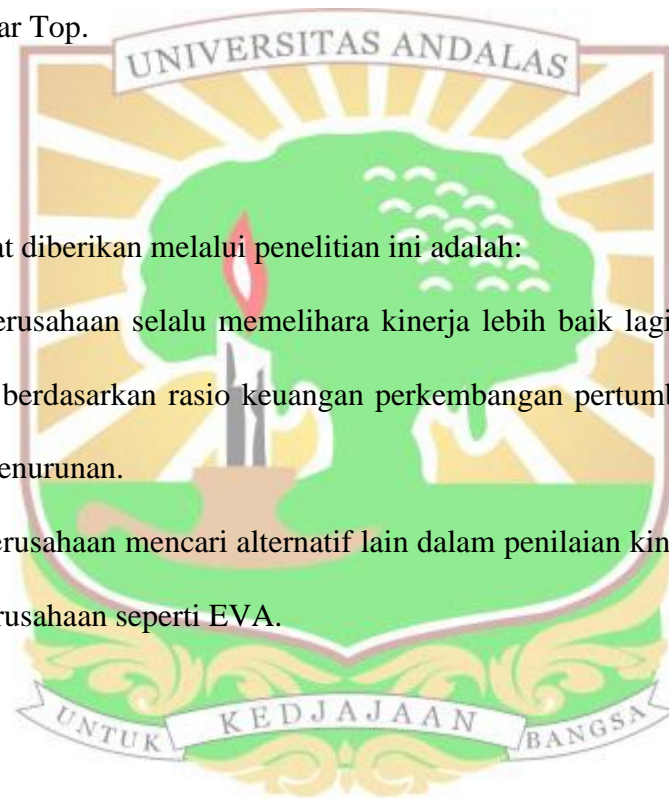 ar Top.
UNIVERSITAS ANDALAS
at diberikan melalui penelitian ini adalah:
erusahaan selalu memelihara kinerja lebih baik lagi
berdasarkan rasio keuangan perkembangan pertumb
enurunan.
erusahaan mencari alternatif lain dalam penilaian kin
rusahaan seperti EVA.
UNTUK KEDJAJAAN BANGSA